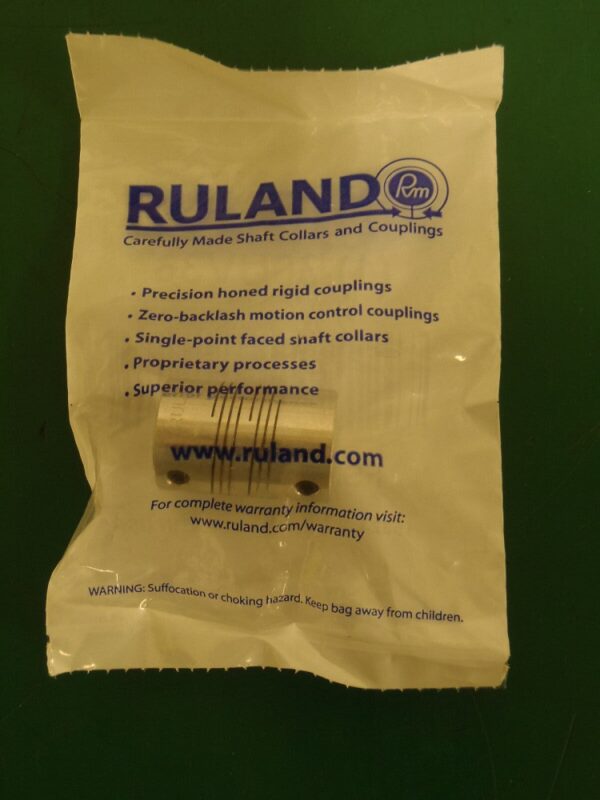 RULAND Rm
Carefully Made Shaft Collars and Couplings
• Precision honed rigid couplings
• Zero-backlash motion control couplings
• Single-point faced shaft collars
• Proprietary processes
• Superior performance
www.ruland.com
For complete warranty information visit:
www.ruland.com/warranty
WARNING: Suffocation or choking hazard. Keep bag away from children.